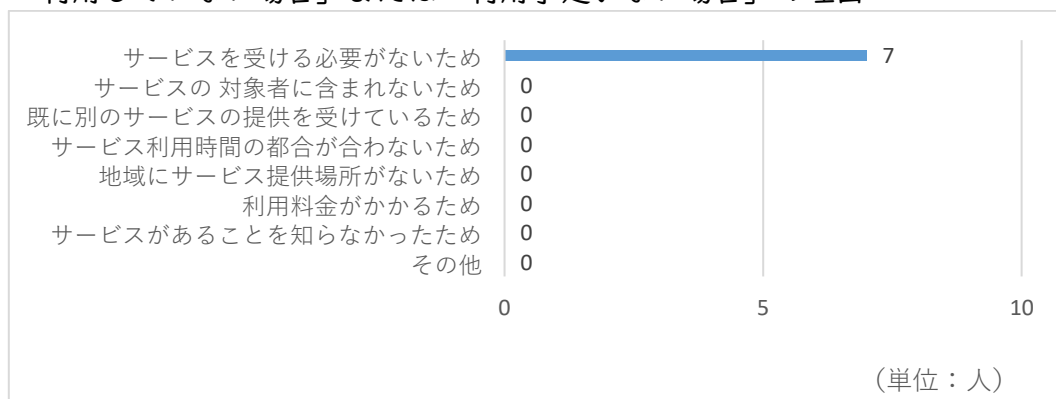 サービスを受ける必要がないため 7
サービスの 対象者に含まれないため 0
既に別のサービスの提供を受けているため 0
サービス利用時間の都合が合わないため 0
地域にサービス提供場所がないため 0
利用料金がかかるため 0
サービスがあることを知らなかったため 0
その他 0
0 5 10
（単位：人）